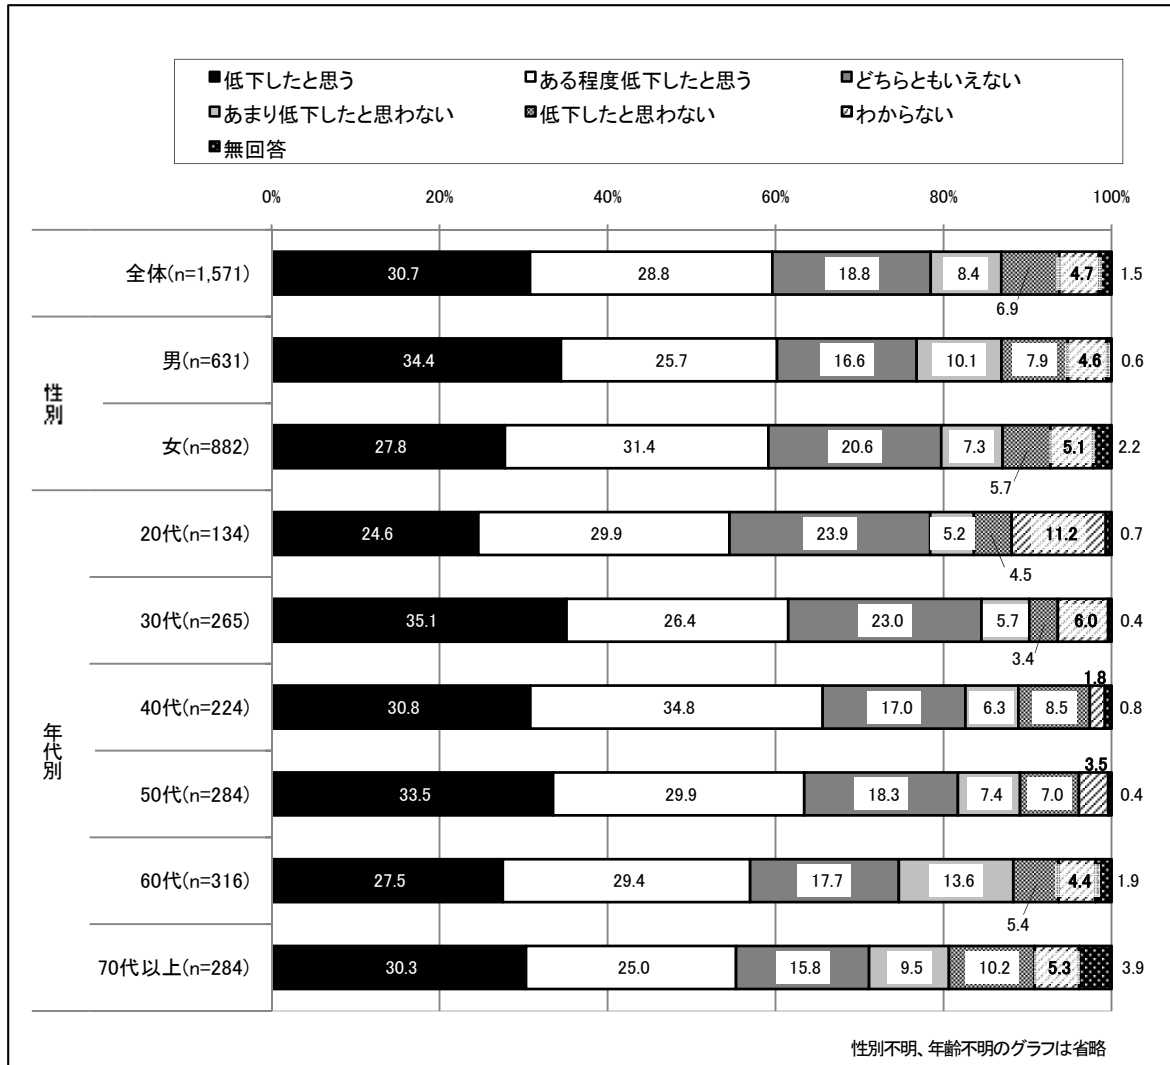 ■低下したと思う □ある程度低下したと思う ■どちらともいえない
■あまり低下したと思わない ■低下したと思わない □わからない
■無回答
0% 20% 40% 60% 80% 100%
全体(n=1,571) 30.7 28.8 18.8 8.4 4.7 1.5
6.9
男(n=631) 34.4 25.7 16.6 10.1 7.9 4.6 0.6
性別
女(n=882) 27.8 31.4 20.6 7.3 5.1 2.2
5.7
20代(n=134) 24.6 29.9 23.9 5.2 11.2 0.7
4.5
30代(n=265) 35.1 26.4 23.0 5.7 6.0 0.4
3.4
1.8
40代(n=224) 30.8 34.8 17.0 6.3 8.5 0.8
年代別
3.5
50代(n=284) 33.5 29.9 18.3 7.4 7.0 0.4
60代(n=316) 27.5 29.4 17.7 13.6 4.4 1.9
5.4
70代以上(n=284) 30.3 25.0 15.8 9.5 10.2 5.3 3.9
性別不明、年齢不明のグラフは省略